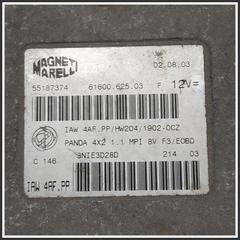 MAGNETI
MARELLI
02.08.03
55187374 61600.625.03 F 12V=
IAW 4AF.PP/HW204/1902-0CZ
PANDA 4X2 1.1 MPI 8V F3/EOBD
SNIE3D28D 214 03
C 146
IAW 4AF.PP